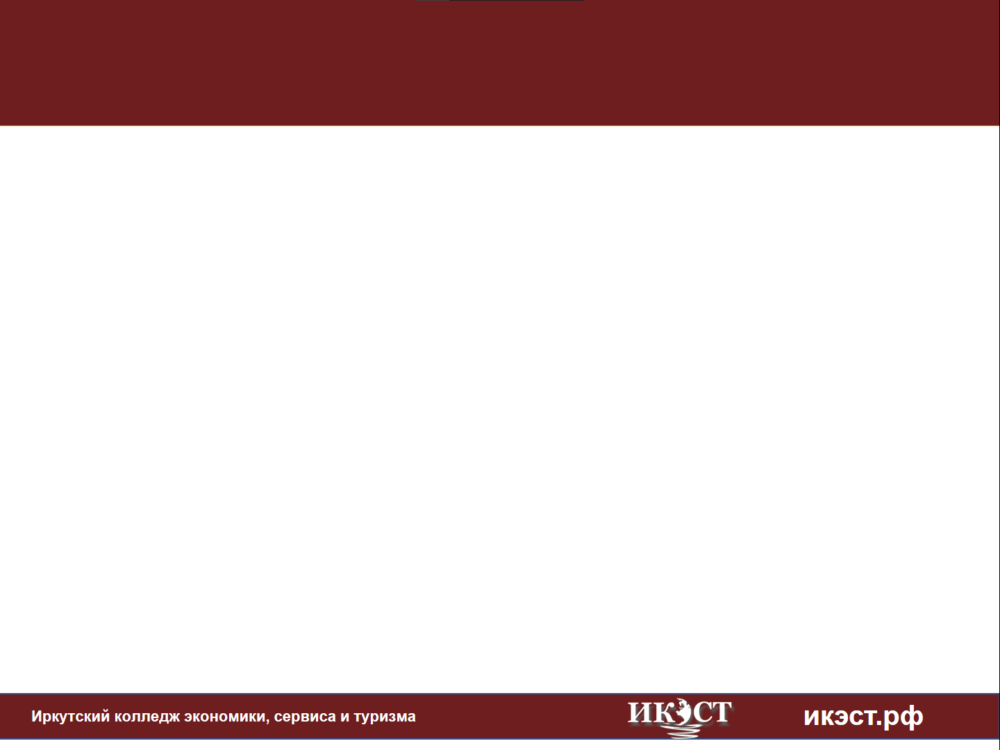 Иркутский колледж экономики, сервиса и туризма
ИКЭСТ
икэст.рф